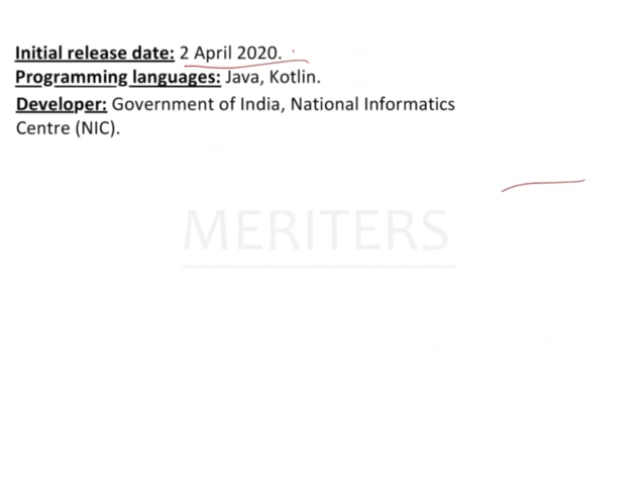 Initial release date: 2 April 2020.
Programming languages: Java, Kotlin.
Developer: Government of India, National Informatics
Centre (NIC).
MERITERS